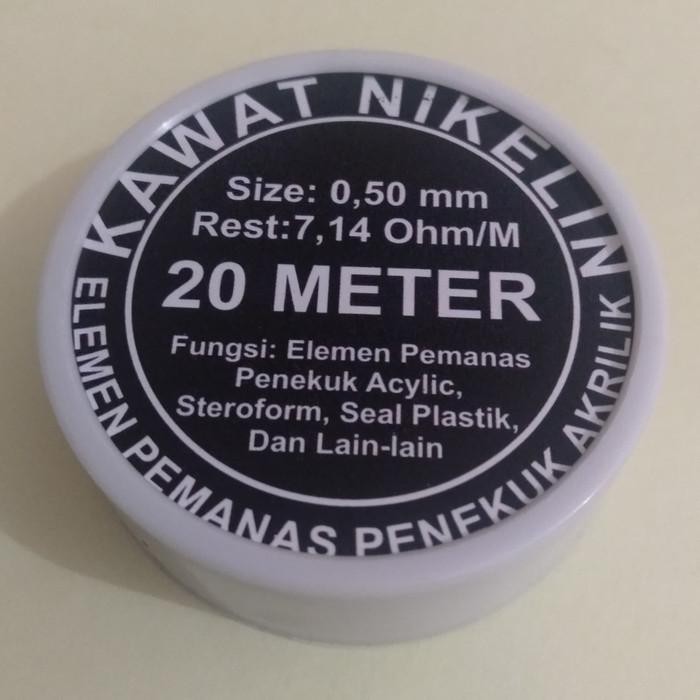 KAWAT NIKELIN
Size: 0,50 mm
Rest:7,14 Ohm/M
20 METER
Fungsi: Elemen Pemanas
Penekuk Acylic,
Steroform, Seal Plastik,
Dan Lain-lain
ELEMEN PEMANAS PENEKUK AKRILIK